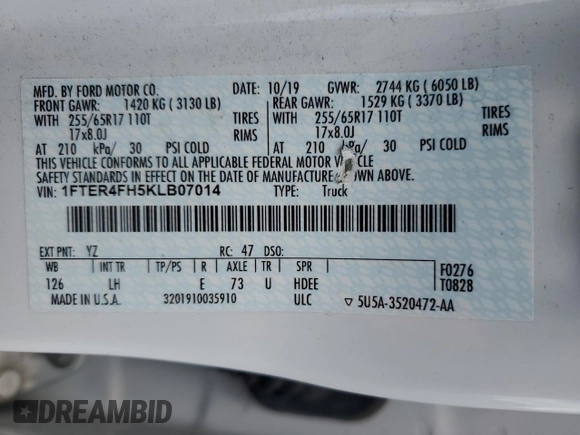 MFD. BY FORD MOTOR CO. 10/19 GVWR: 2744 KG ( 6050 LB)
FRONT GAWR: 1420 KG ( 3130 LB) REAR GAWR: 1529 KG ( 3370 LB)
WITH 255/65R17 110T TIRES WITH 255/65R17 110T TIRES
17x8.0J RIMS 17x8.0J RIMS
AT 210 kPa/ 30 PSI COLD AT 210 kPa/ 30 PSI COLD
THIS VEHICLE CONFORMS TO ALL APPLICABLE FEDERAL MOTOR VEHICLE
SAFETY STANDARDS IN EFFECT ON THE DATE OF MANUFACTURE SHOWN ABOVE.
VIN: 1FTER4FH5KLB07014 TYPE: Truck
EXT PNT: YZ RC: 47 DSO:
WB INT TR TP/PS R AXLE TR SPR F0276
126 LH E 73 U HDEE T0828
MADE IN U.S.A. 3201910035910 ULC ▽ 5U5A-3520472-AA
DREAMBID